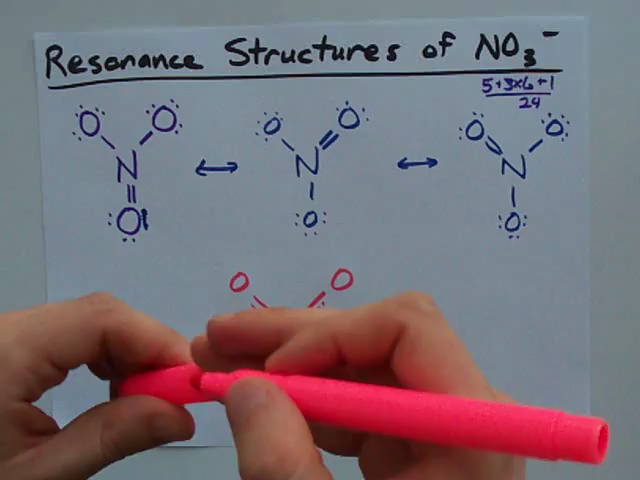 Resonance Structures of NO₃⁻
5+3×6+1
24
O O O O O O
N N N
O O O
O O